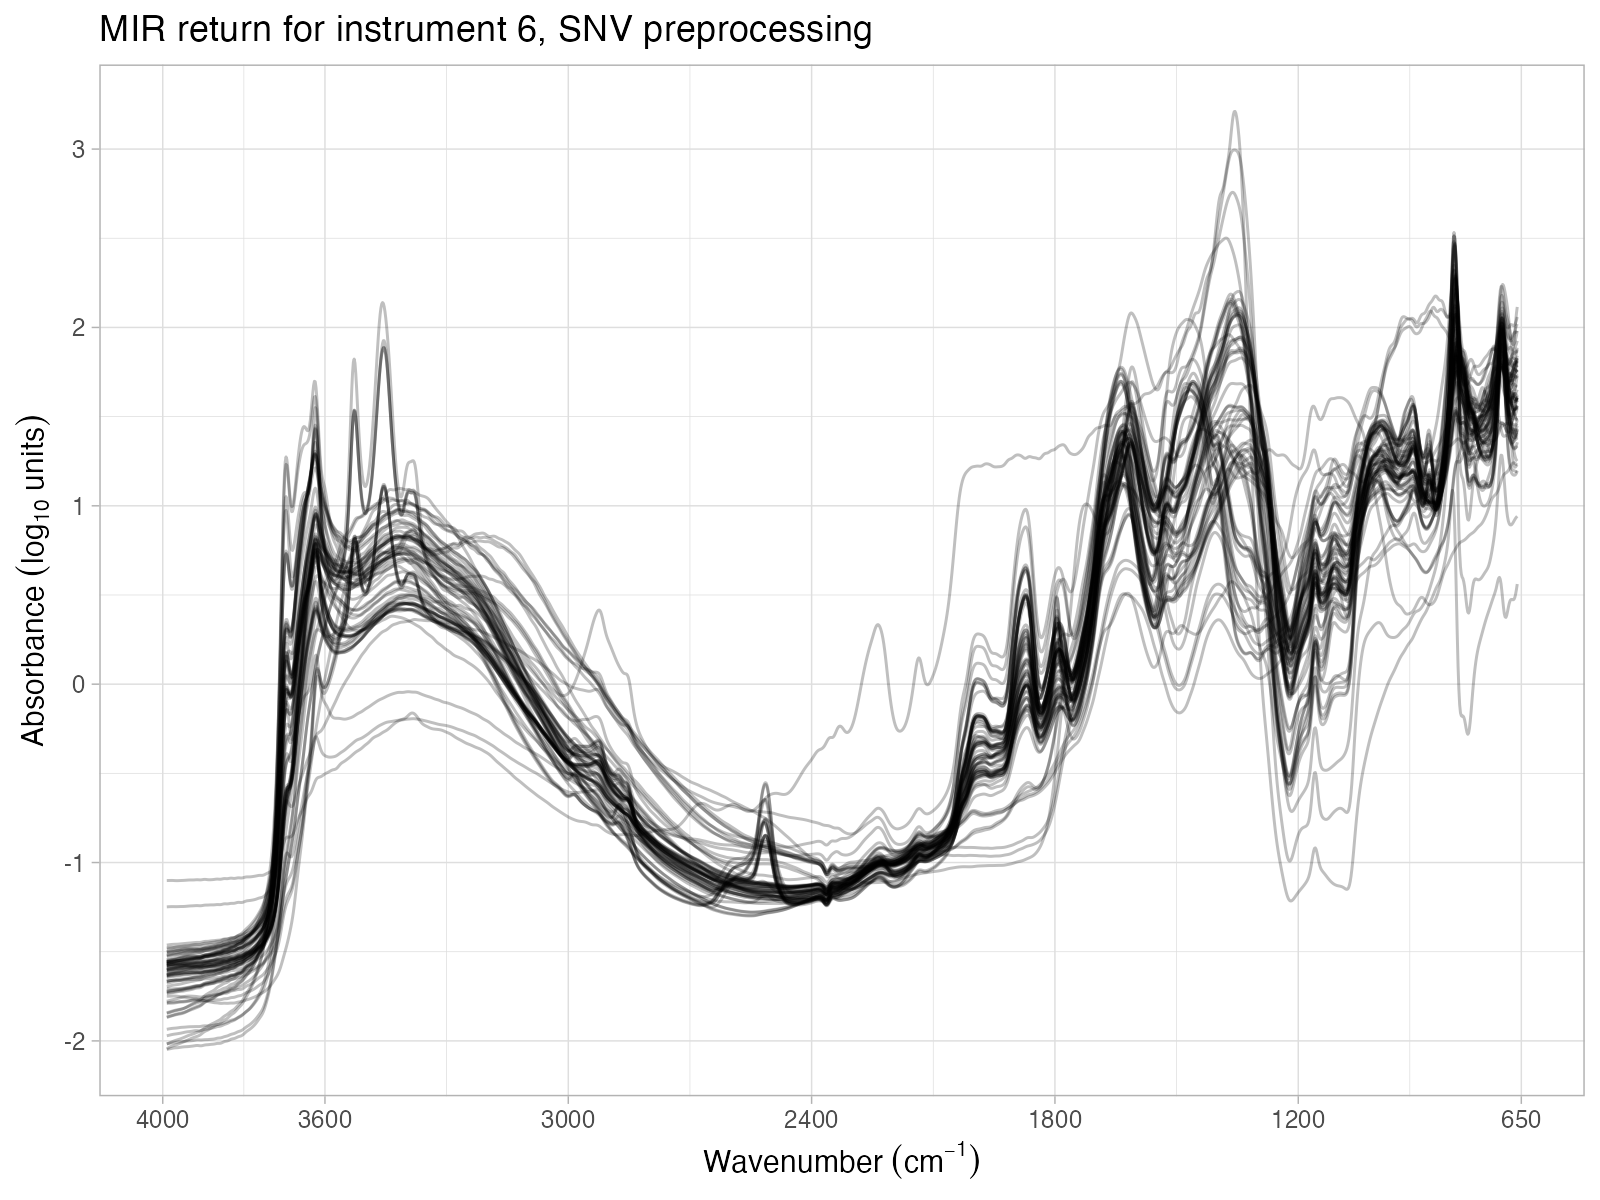 MIR return for instrument 6, SNV preprocessing
Absorbance (log₁₀ units)
3
2
1
0
-1
-2
4000 3600 3000 2400 1800 1200 650
Wavenumber (cm⁻¹)